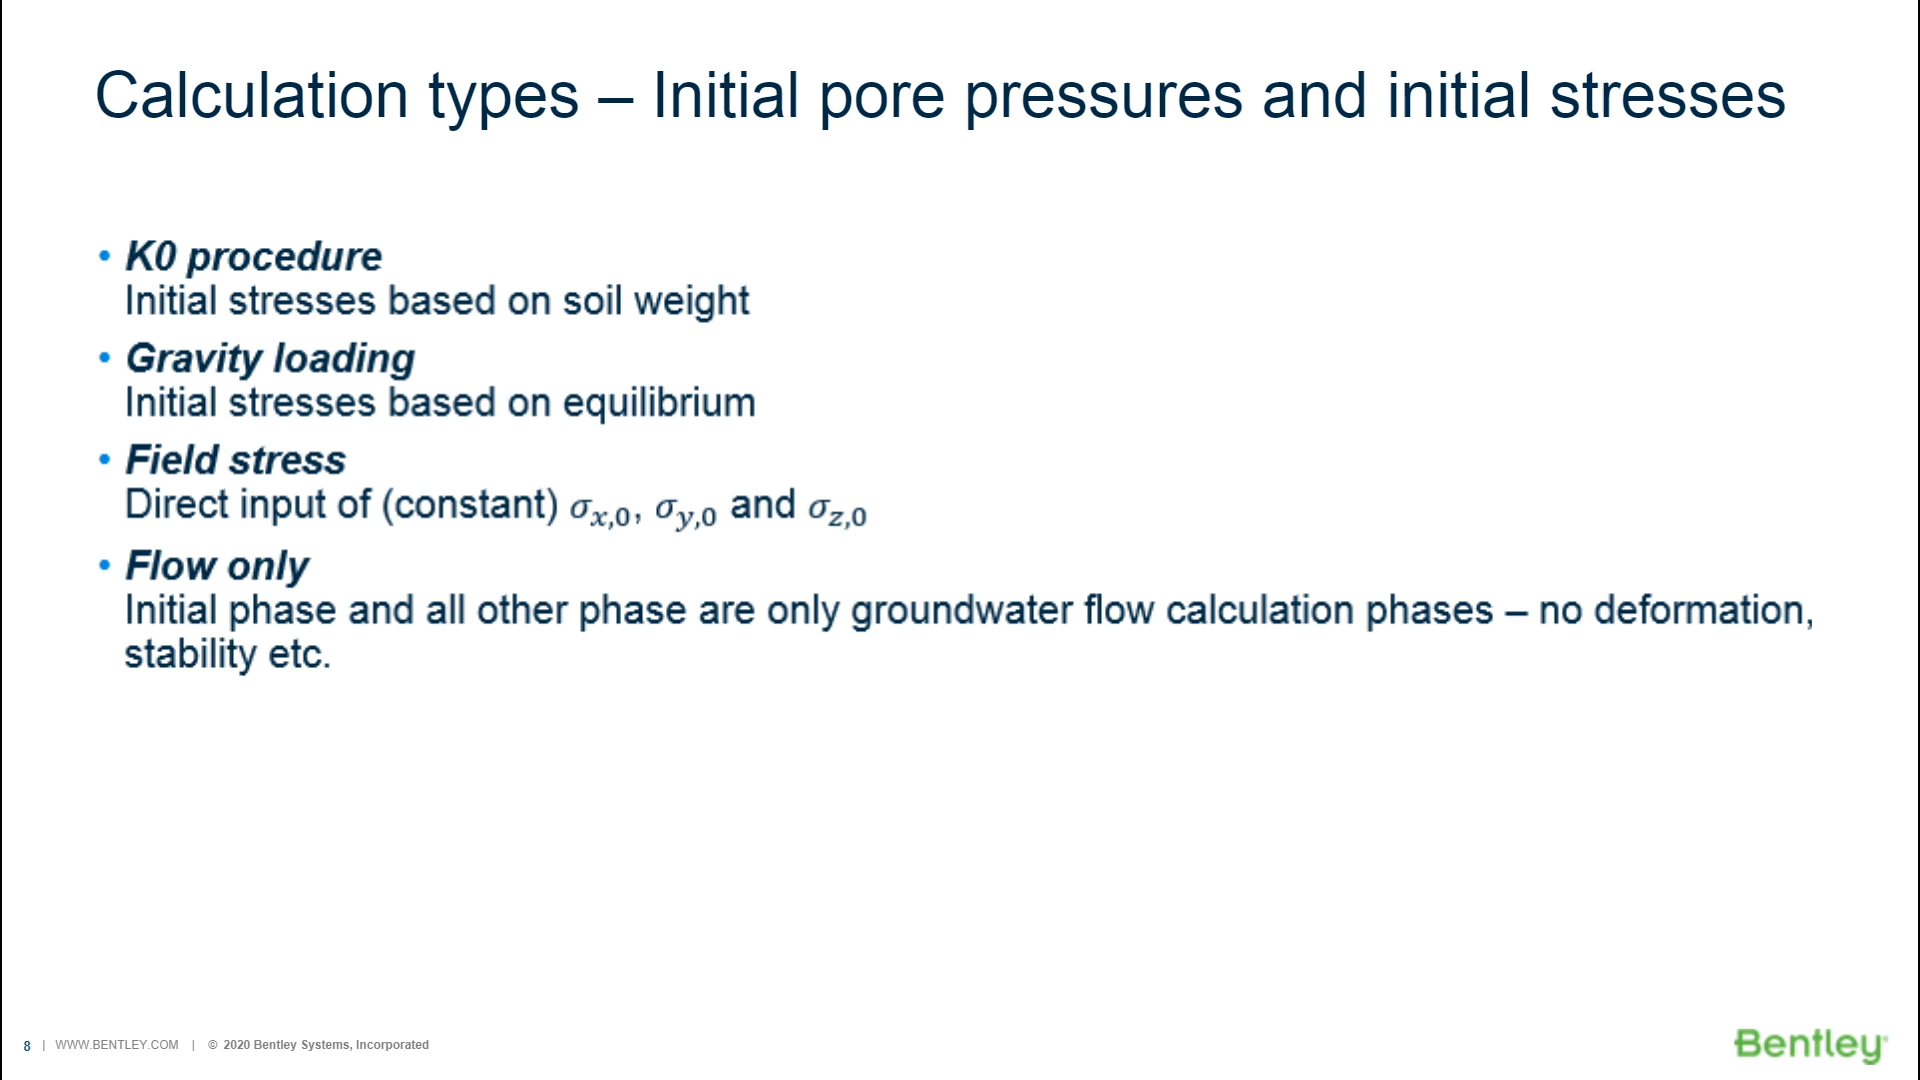 Calculation types – Initial pore pressures and initial stresses
• K0 procedure
Initial stresses based on soil weight
• Gravity loading
Initial stresses based on equilibrium
• Field stress
Direct input of (constant) σx,0, σy,0 and σz,0
• Flow only
Initial phase and all other phase are only groundwater flow calculation phases – no deformation,
stability etc.
8 | WWW.BENTLEY.COM | © 2020 Bentley Systems, Incorporated
Bentley®